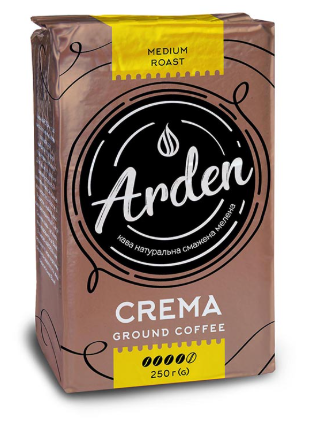 MEDIUM
ROAST
Arden
кава натуральна смажена мелена
CREMA
GROUND COFFEE
250 г (g)